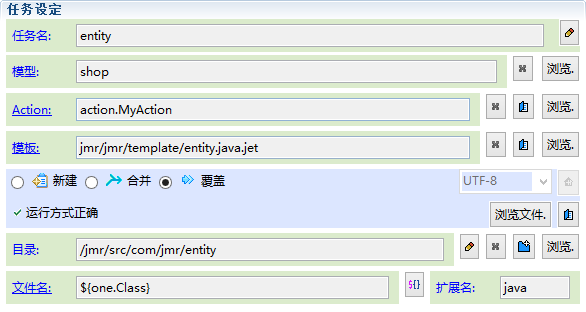 任务设定
任务名: entity
模型: shop 浏览.
Action: action.MyAction 浏览.
模板: jmr/jmr/template/entity.java.jet 浏览.
新建 合并 覆盖 UTF-8
运行方式正确 浏览文件.
目录: /jmr/src/com/jmr/entity 浏览.
文件名: ${one.Class} ${} 扩展名: java